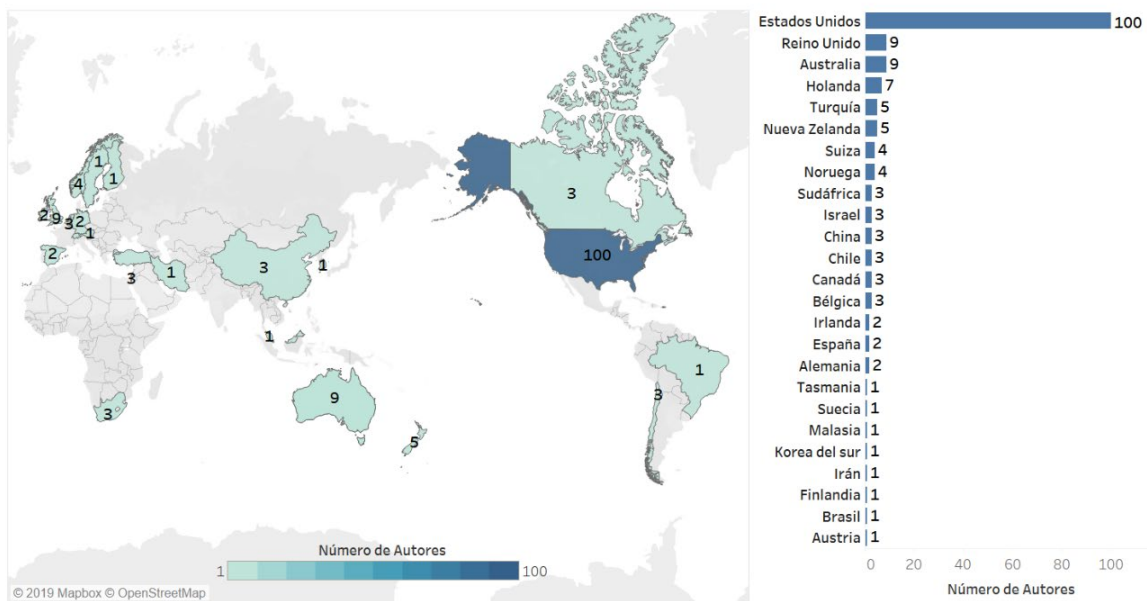 1
1
4
2 9 3 2
1
2
3
1
3
1
1
9
5
3
3
100
1
3
Número de Autores
1 100
© 2019 Mapbox © OpenStreetMap
Estados Unidos 100
Reino Unido 9
Australia 9
Holanda 7
Turquía 5
Nueva Zelanda 5
Suiza 4
Noruega 4
Sudáfrica 3
Israel 3
China 3
Chile 3
Canadá 3
Bélgica 3
Irlanda 2
España 2
Alemania 2
Tasmania 1
Suecia 1
Malasia 1
Korea del sur 1
Irán 1
Finlandia 1
Brasil 1
Austria 1
0 20 40 60 80 100
Número de Autores